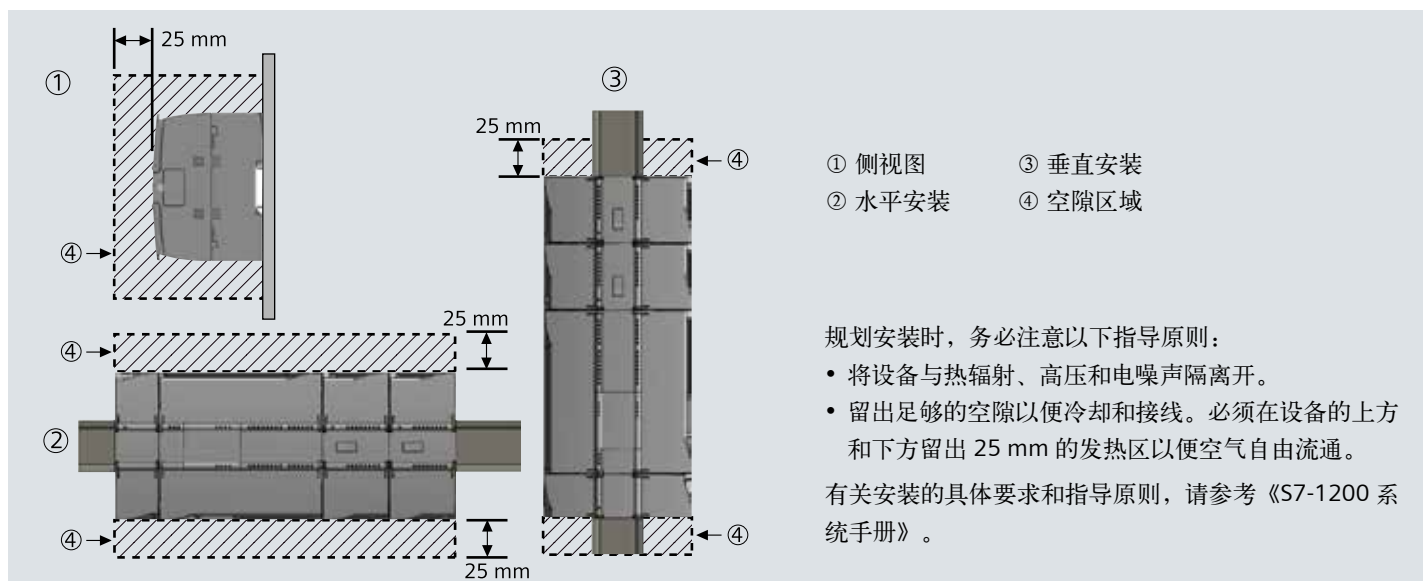 25 mm
①
④
③
25 mm
④
25 mm
④
②
④
25 mm
④
① 侧视图 ③ 垂直安装
② 水平安装 ④ 空隙区域
规划安装时，务必注意以下指导原则：
• 将设备与热辐射、高压和电噪声隔离开。
• 留出足够的空隙以便冷却和接线。必须在设备的上方
和下方留出 25 mm 的发热区以便空气自由流通。
有关安装的具体要求和指导原则，请参考《S7-1200 系
统手册》。